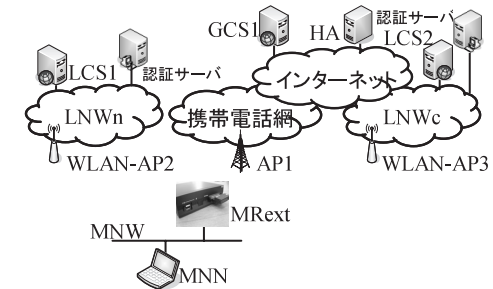 GCS1
HA
認証サーバ
LCS2
LCS1
認証サーバ
インターネット
LNWn
携帯電話網
LNWc
WLAN-AP2
AP1
WLAN-AP3
MRext
MNW
MNN